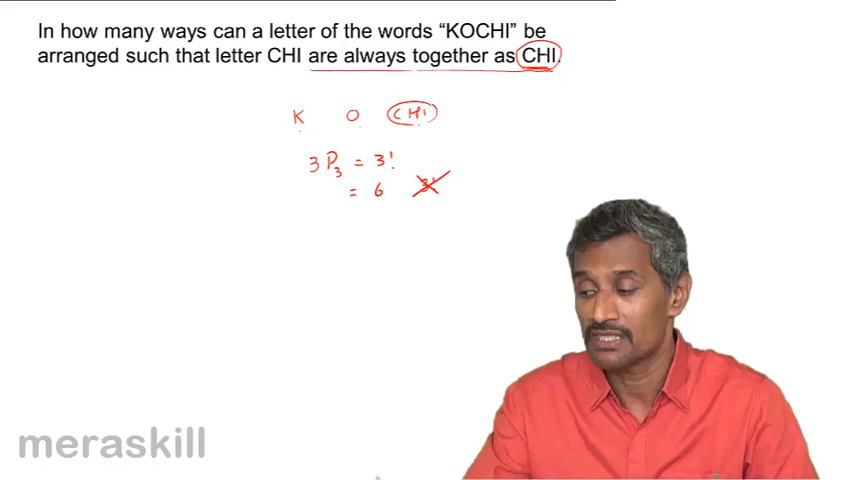 In how many ways can a letter of the words “KOCHI” be
arranged such that letter CHI are always together as CHI.
K O CHI
3P3 = 3!
= 6 3!
meraskill